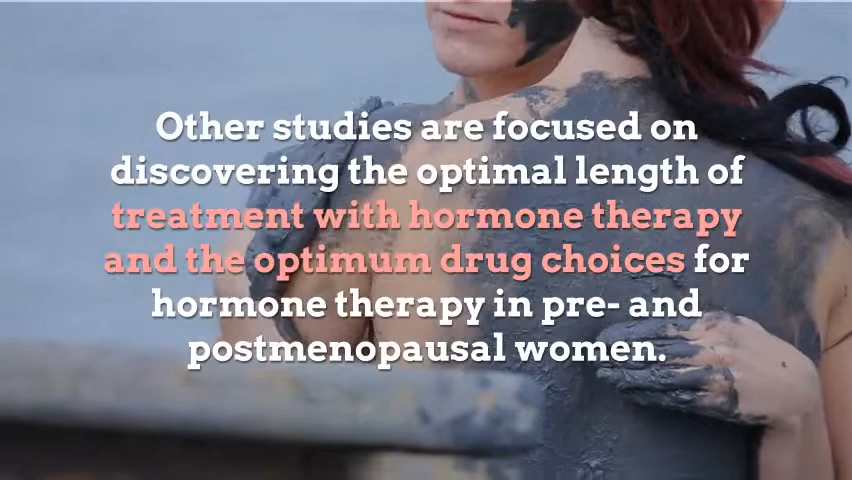 Other studies are focused on
discovering the optimal length of
treatment with hormone therapy
and the optimum drug choices for
hormone therapy in pre- and
postmenopausal women.